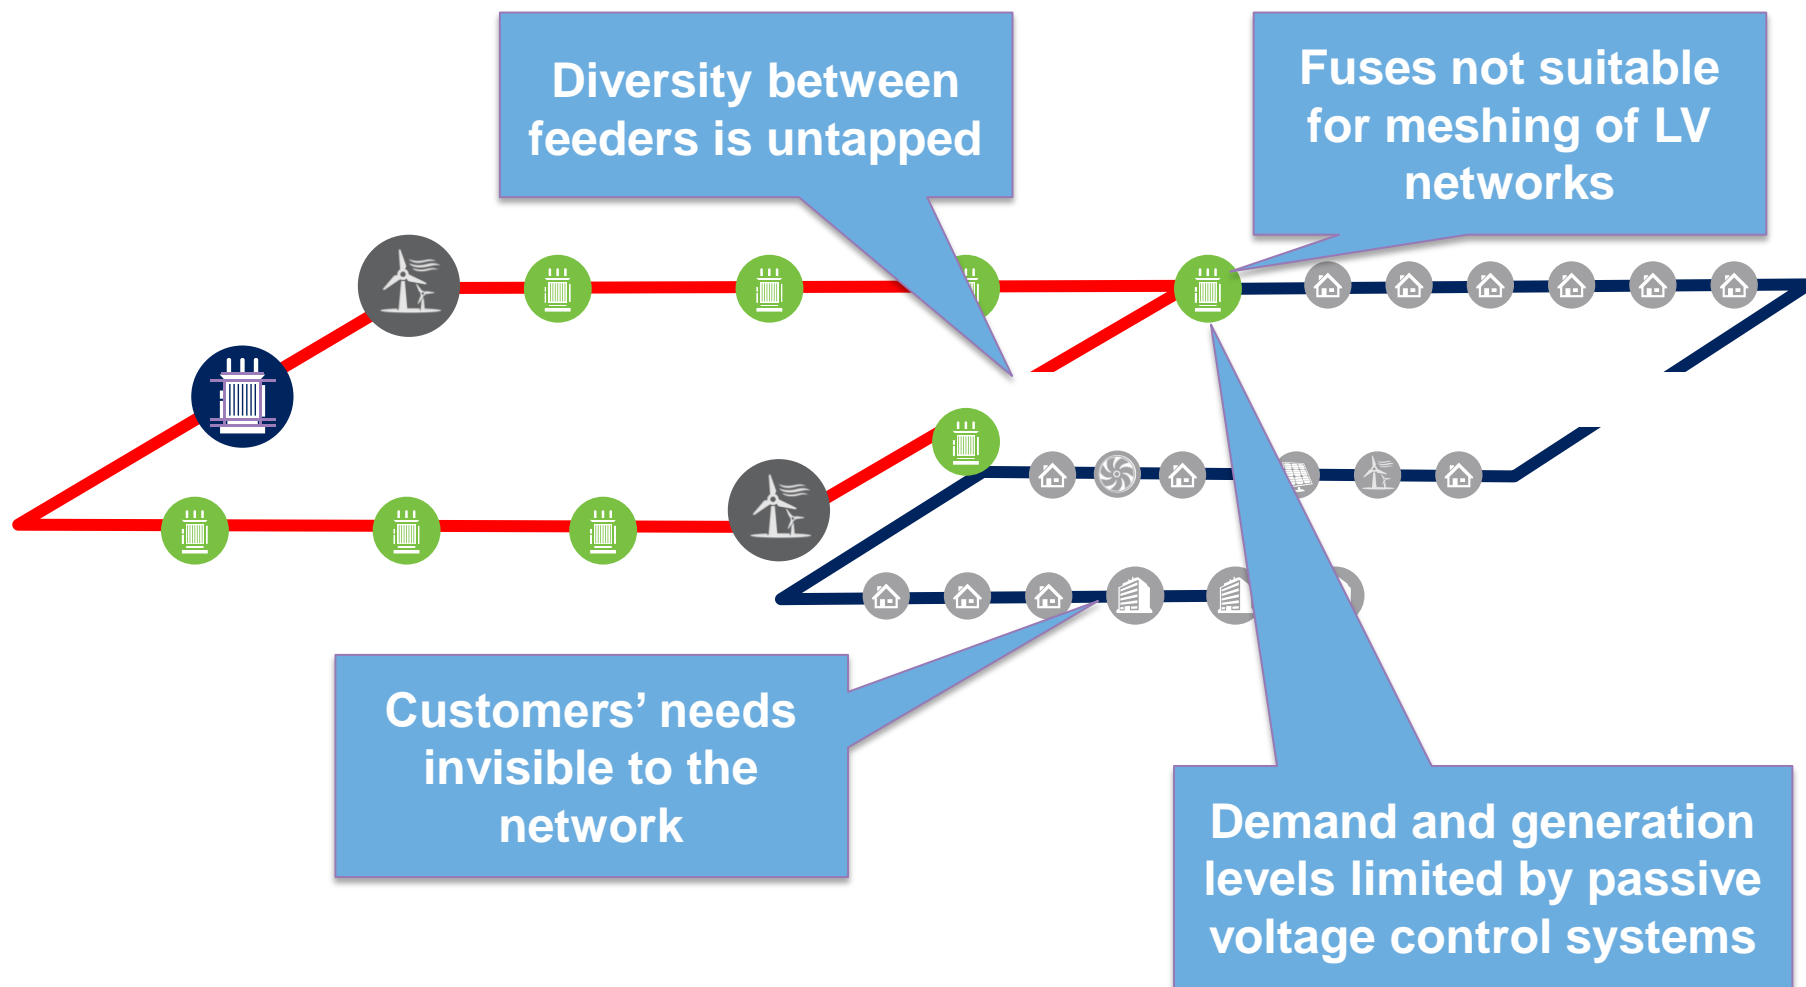 Diversity between
feeders is untapped
Fuses not suitable
for meshing of LV
networks
Customers’ needs
invisible to the
network
Demand and generation
levels limited by passive
voltage control systems